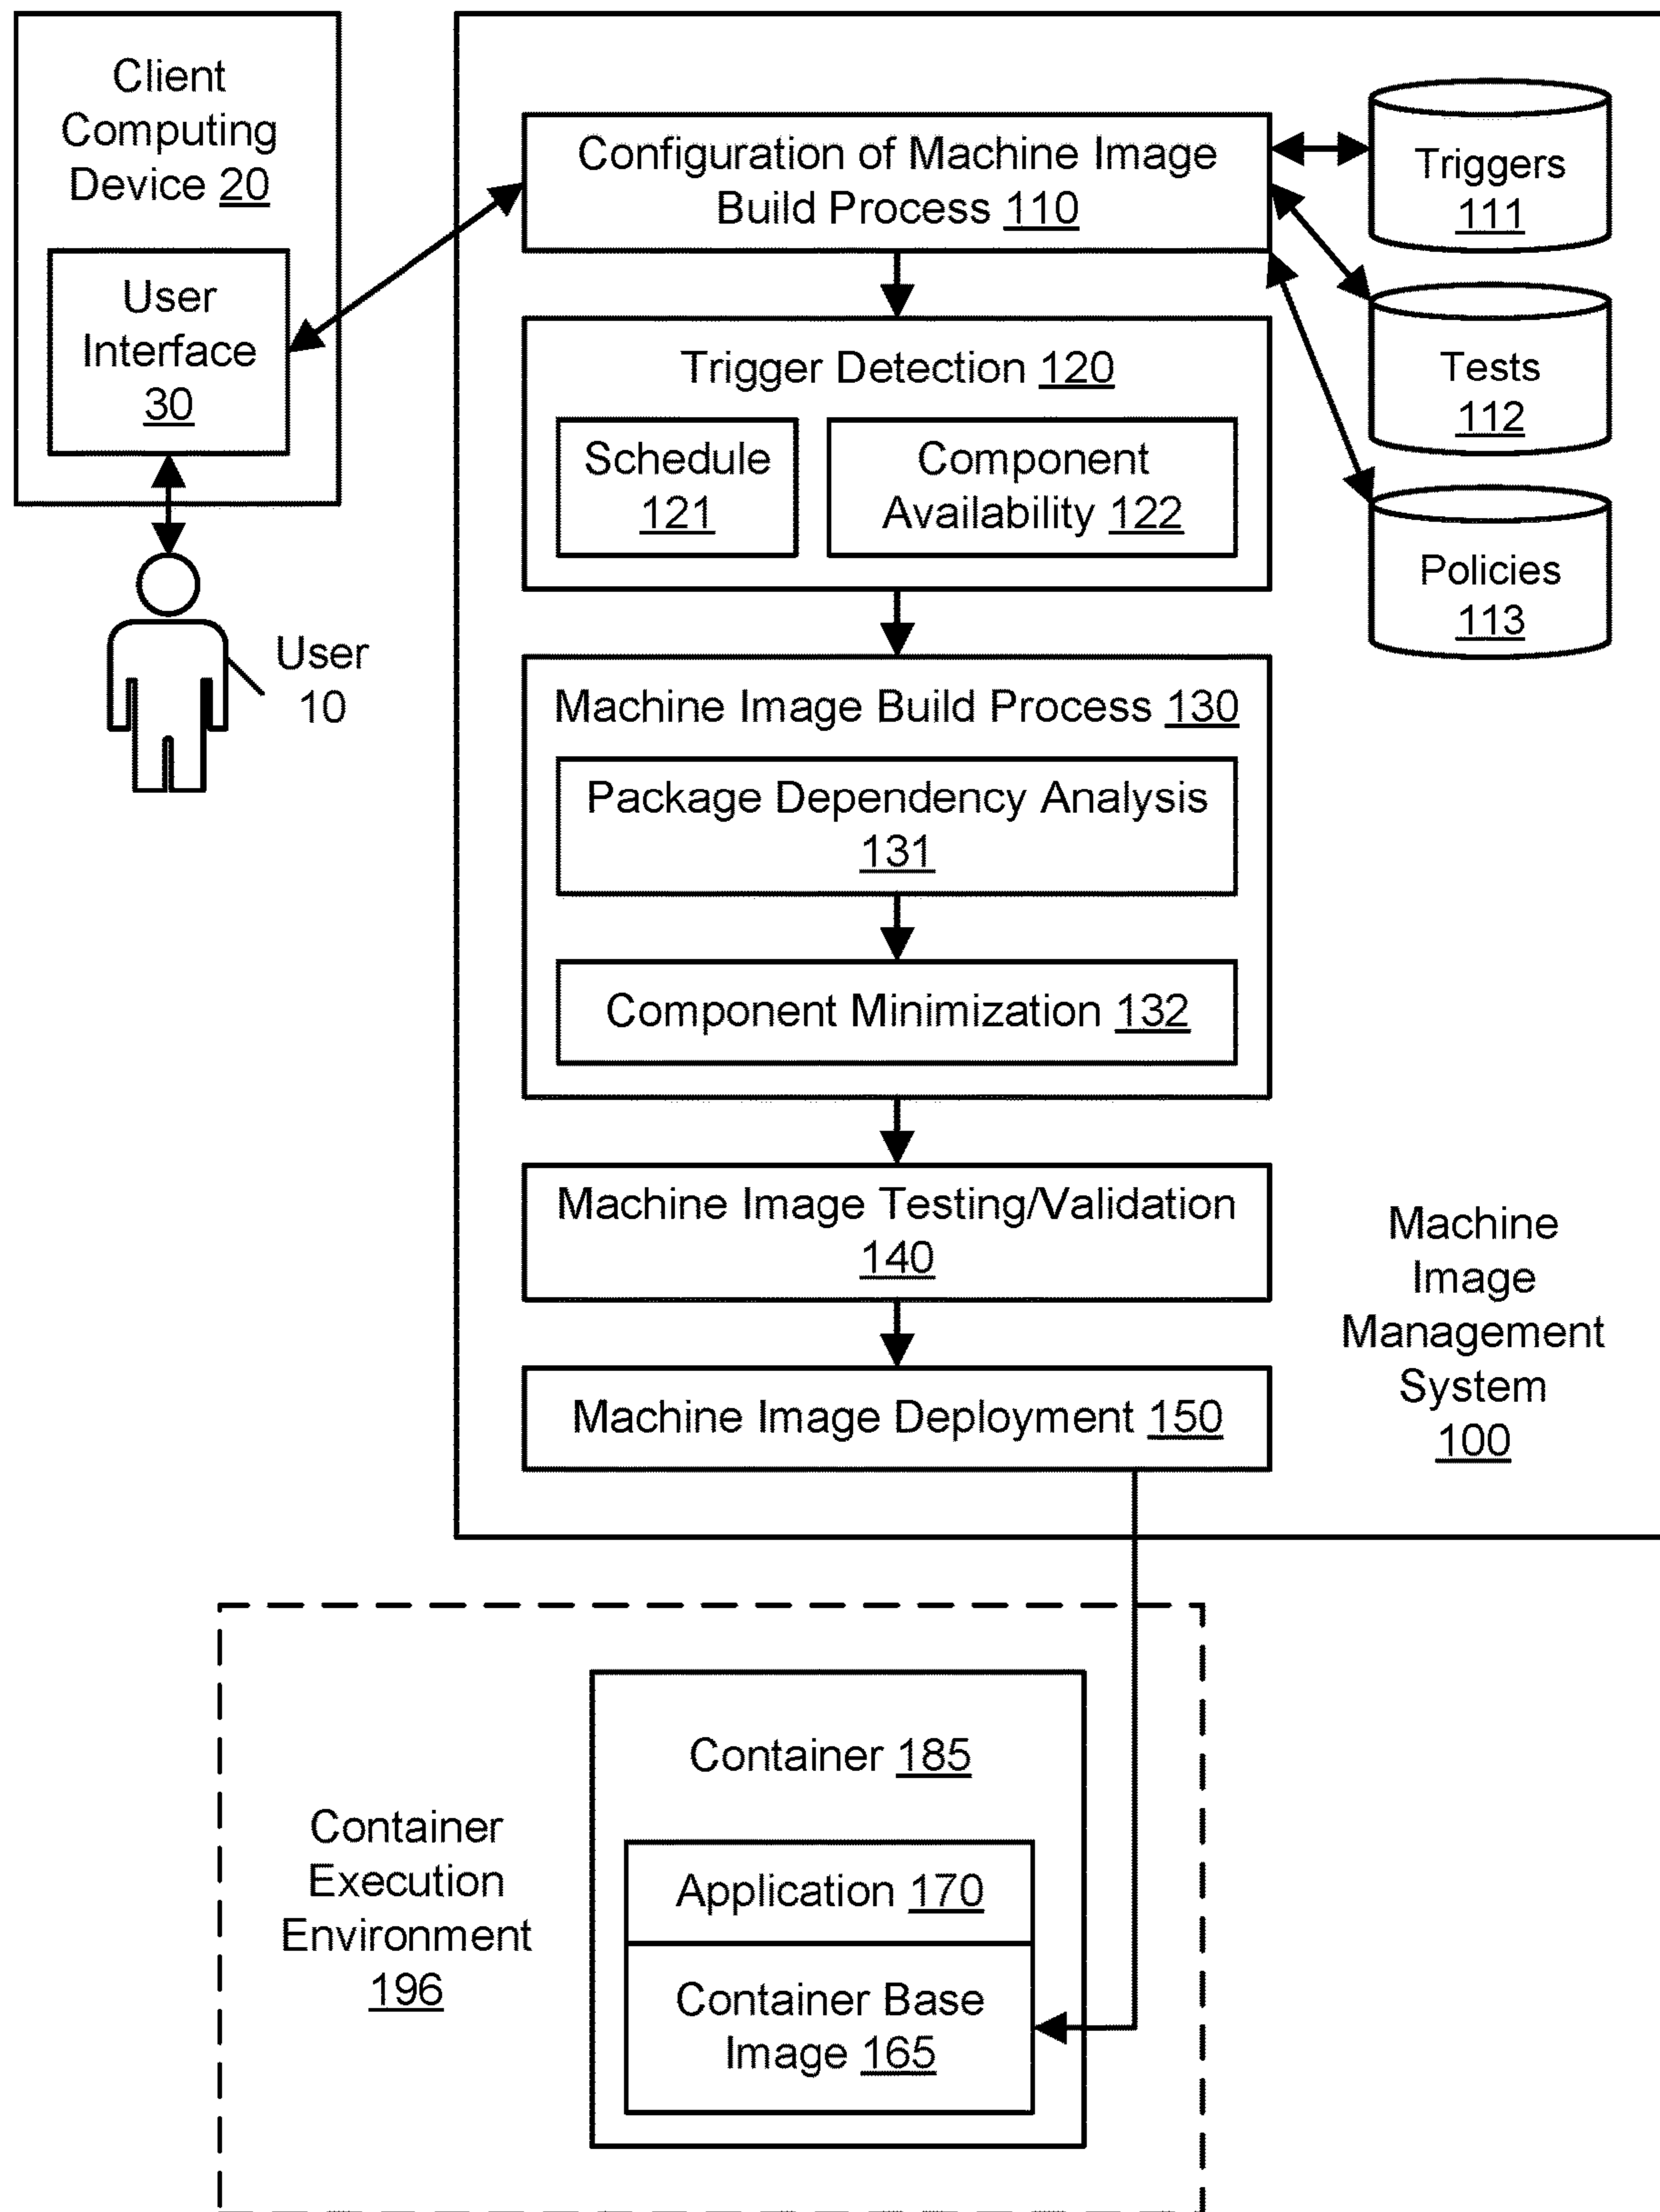 Client
Computing
Device 20
User
Interface
30
User
10
Configuration of Machine Image
Build Process 110
Triggers
111
Tests
112
Policies
113
Trigger Detection 120
Schedule
121
Component
Availability 122
Machine Image Build Process 130
Package Dependency Analysis
131
Component Minimization 132
Machine Image Testing/Validation
140
Machine Image Deployment 150
Machine
Image
Management
System
100
Container
Execution
Environment
196
Container 185
Application 170
Container Base
Image 165